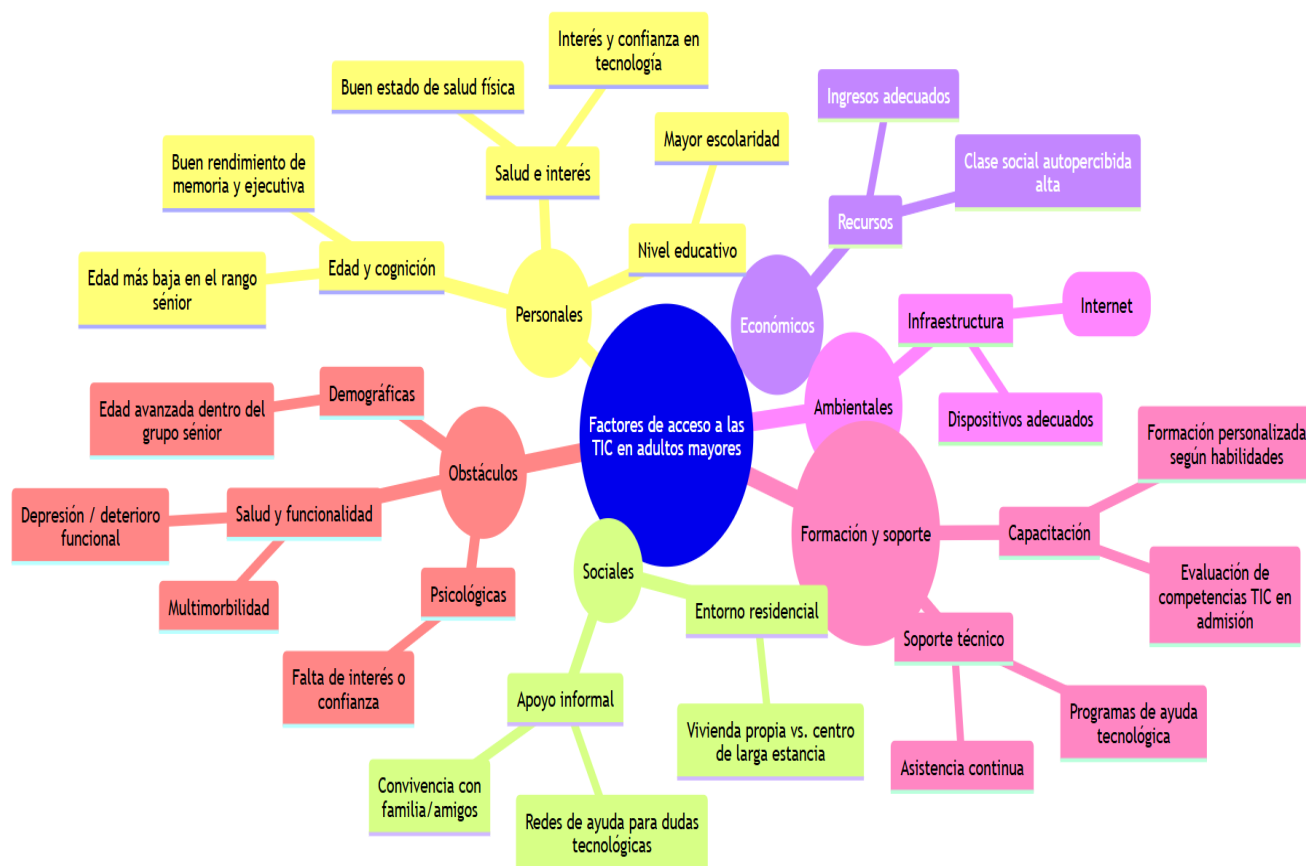 Interés y confianza en
tecnología
Buen estado de salud física
Ingresos adecuados
Mayor escolaridad
Buen rendimiento de
memoria y ejecutiva
Salud e interés
Clase social autopercibida
alta
Recursos
Edad más baja en el rango
sénior
Edad y cognición
Nivel educativo
Personales
Económicos
Infraestructura
Internet
Demográficas
Edad avanzada dentro del
grupo sénior
Ambientales
Dispositivos adecuados
Factores de acceso a las
TIC en adultos mayores
Formación personalizada
según habilidades
Obstáculos
Depresión / deterioro
funcional
Salud y funcionalidad
Formación y soporte
Capacitación
Sociales
Evaluación de
competencias TIC en
admisión
Multimorbilidad
Psicológicas
Entorno residencial
Soporte técnico
Falta de interés o
confianza
Apoyo informal
Vivienda propia vs. centro
de larga estancia
Programas de ayuda
tecnológica
Asistencia continua
Convivencia con
familia/amigos
Redes de ayuda para dudas
tecnológicas